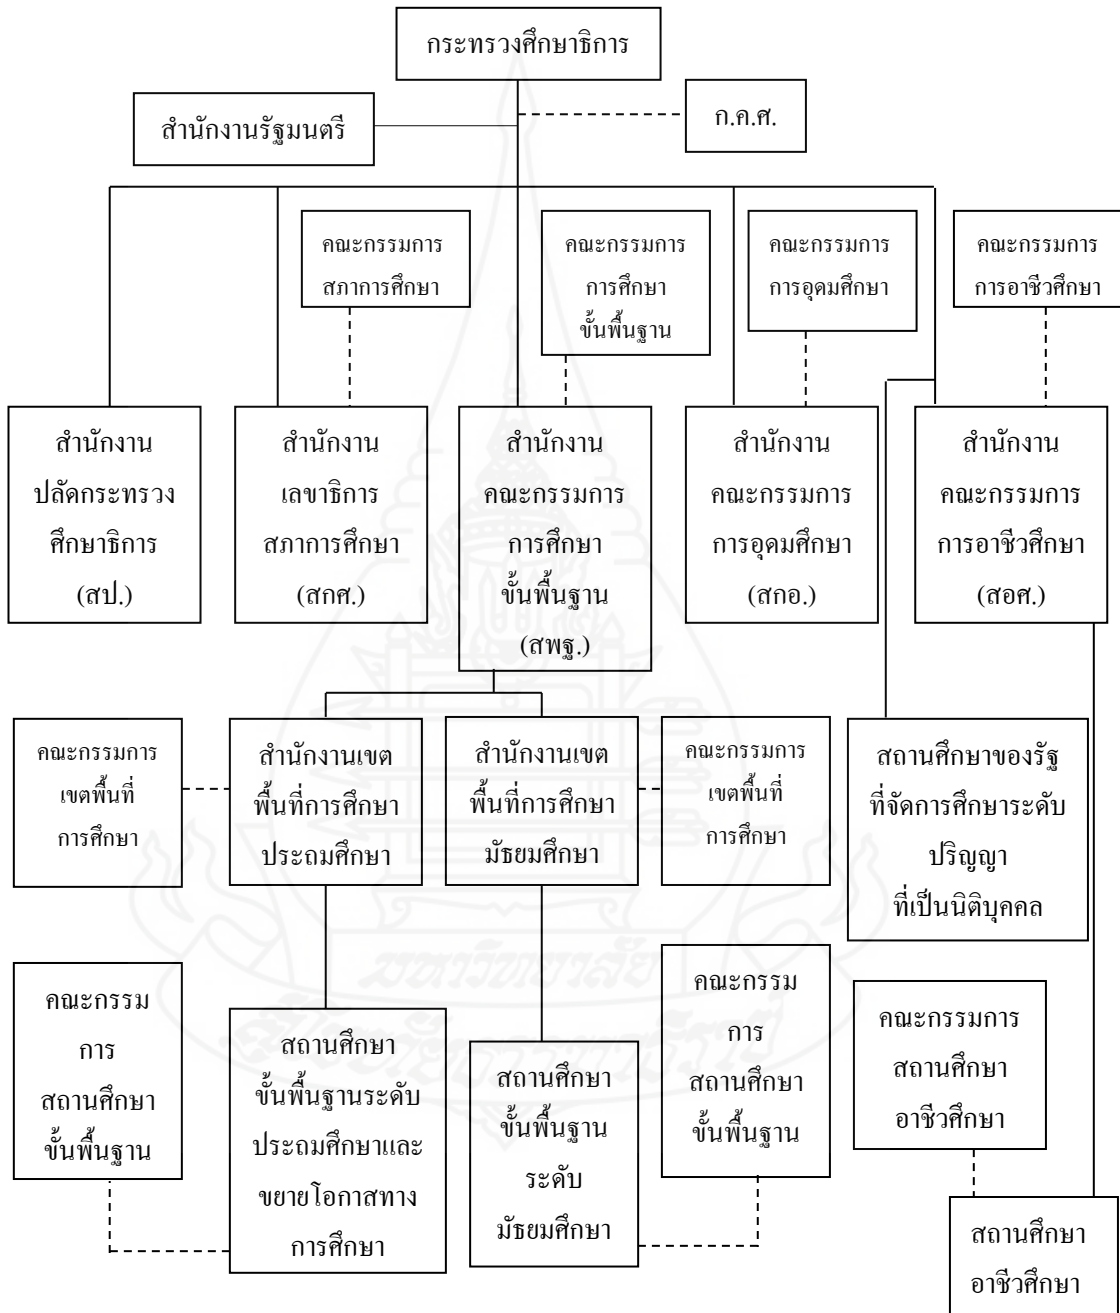 กระทรวงศึกษาธิการ
สำนักงานรัฐมนตรี
ก.ค.ศ.
คณะกรรมการ
สภาการศึกษา
คณะกรรมการ
การศึกษา
ขั้นพื้นฐาน
คณะกรรมการ
การอุดมศึกษา
คณะกรรมการ
การอาชีวศึกษา
สำนักงาน
ปลัดกระทรวง
ศึกษาธิการ
(สป.)
สำนักงาน
เลขาธิการ
สภาการศึกษา
(สกศ.)
สำนักงาน
คณะกรรมการ
การศึกษา
ขั้นพื้นฐาน
(สพฐ.)
สำนักงาน
คณะกรรมการ
การอุดมศึกษา
(สกอ.)
สำนักงาน
คณะกรรมการ
การอาชีวศึกษา
(สอศ.)
คณะกรรมการ
เขตพื้นที่
การศึกษา
สำนักงานเขต
พื้นที่การศึกษา
ประถมศึกษา
สำนักงานเขต
พื้นที่การศึกษา
มัธยมศึกษา
คณะกรรมการ
เขตพื้นที่
การศึกษา
สถานศึกษาของรัฐ
ที่จัดการศึกษาระดับ
ปริญญา
ที่เป็นนิติบุคคล
คณะกรรม
การ
สถานศึกษา
ขั้นพื้นฐาน
สถานศึกษา
ขั้นพื้นฐานระดับ
ประถมศึกษาและ
ขยายโอกาสทาง
การศึกษา
สถานศึกษา
ขั้นพื้นฐาน
ระดับ
มัธยมศึกษา
คณะกรรม
การ
สถานศึกษา
ขั้นพื้นฐาน
คณะกรรมการ
สถานศึกษา
อาชีวศึกษา
สถานศึกษา
อาชีวศึกษา
มหาวิทยาลัย
สุโขทัยธรรมาธิราช